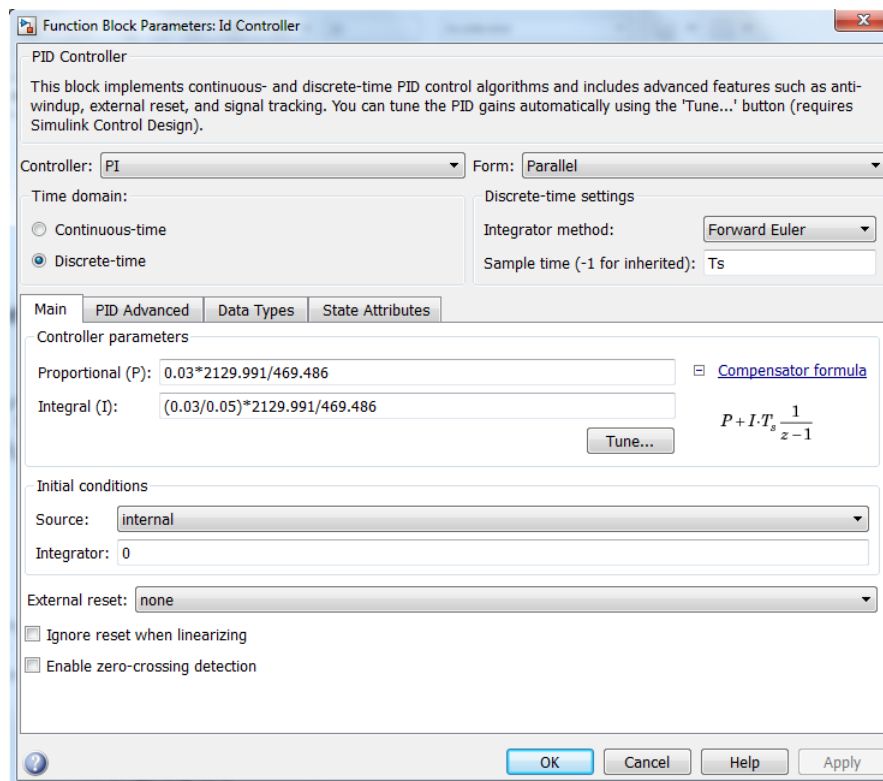 Function Block Parameters: Id Controller
PID Controller
This block implements continuous- and discrete-time PID control algorithms and includes advanced features such as anti-
windup, external reset, and signal tracking. You can tune the PID gains automatically using the 'Tune...' button (requires
Simulink Control Design).
Controller: PI Form: Parallel
Time domain: Discrete-time settings
Continuous-time Integrator method: Forward Euler
Discrete-time Sample time (-1 for inherited): Ts
Main PID Advanced Data Types State Attributes
Controller parameters
Proportional (P): 0.03*2129.991/469.486 Compensator formula
Integral (I): (0.03/0.05)*2129.991/469.486
P+I·Ts 1/(z−1)
Tune...
Initial conditions
Source: internal
Integrator: 0
External reset: none
Ignore reset when linearizing
Enable zero-crossing detection
OK Cancel Help Apply